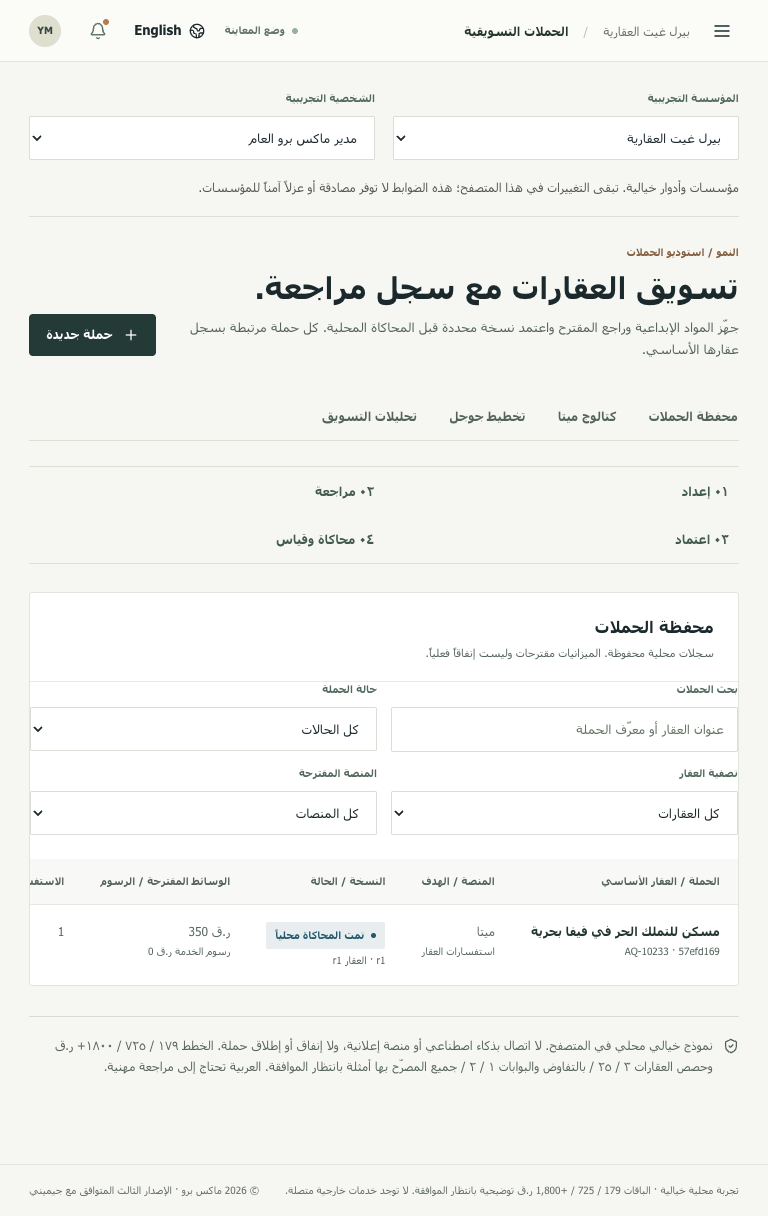 بيرل غيت العقارية / الحملات التسويقية
وضع المعاينة
English
YM
المؤسسة التجريبية
الشخصية التجريبية
بيرل غيت العقارية
مدير ماكس برو العام
مؤسسات وأدوار خيالية. تبقى التغييرات في هذا المتصفح؛ هذه الضوابط لا توفر مصادقة أو عزلاً آمناً للمؤسسات.
النمو / استوديو الحملات
تسويق العقارات مع سجل مراجعة.
جهّز المواد الإبداعية وراجع المقترح واعتمد نسخة محددة قبل المحاكاة المحلية. كل حملة مرتبطة بسجل
عقارها الأساسي.
حملة جديدة
محفظة الحملات
كتالوج ميتا
تخطيط جوجل
تحليلات التسويق
٠١ إعداد
٠٢ مراجعة
٠٣ اعتماد
٠٤ محاكاة وقياس
محفظة الحملات
سجلات محلية محفوظة. الميزانيات مقترحات وليست إنفاقاً فعلياً.
بحث الحملات
حالة الحملة
عنوان العقار أو معرّف الحملة
كل الحالات
تصفية العقار
المنصة المقترحة
كل العقارات
كل المنصات
الحملة / العقار الأساسي
المنصة / الهدف
النسخة / الحالة
الوسائط المقترحة / الرسوم
مسكن للتملك الحر في فيفا بحرية
ميتا
تمت المحاكاة محلياً
ر.ق 350
1
AQ-10233 · 57efd169
استفسارات العقار
r1 · العقار r1
رسوم الخدمة ر.ق 0
نموذج خيالي محلي في المتصفح. لا اتصال بذكاء اصطناعي أو منصة إعلانية، ولا إنفاق أو إطلاق حملة. الخطط ١٧٩ / ٧٢٥ / ١٨٠٠+ ر.ق
وحصص العقارات ٣ / ٢٥ / بالتفاوض والبوابات ١ / ٢ / جميع المصرّح بها أمثلة بانتظار الموافقة. العربية تحتاج إلى مراجعة مهنية.
تجربة محلية خيالية · الباقات 179 / 725 / +1,800 ر.ق توضيحية بانتظار الموافقة. لا توجد خدمات خارجية متصلة.
© 2026 ماكس برو · الإصدار الثالث المتوافق مع جيميني